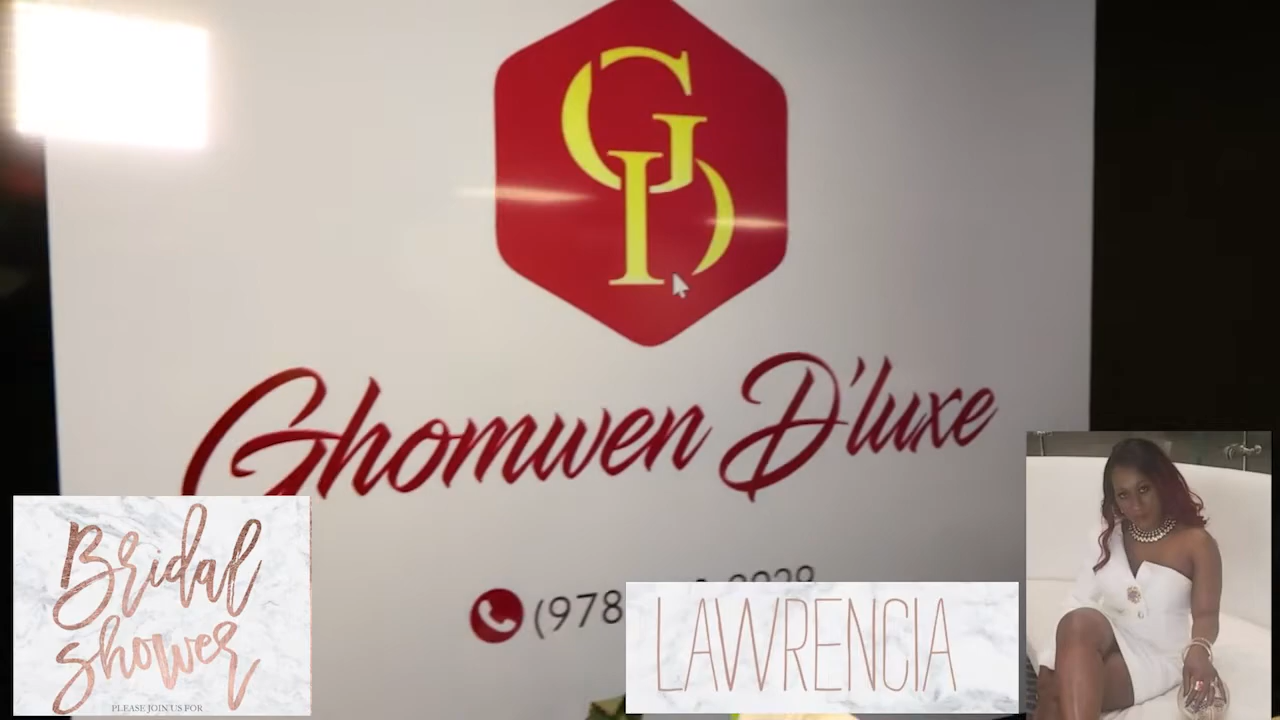 GD
Ghomwen D'luxe
(978
Bridal
shower
PLEASE JOIN US FOR
LAWRENCIA